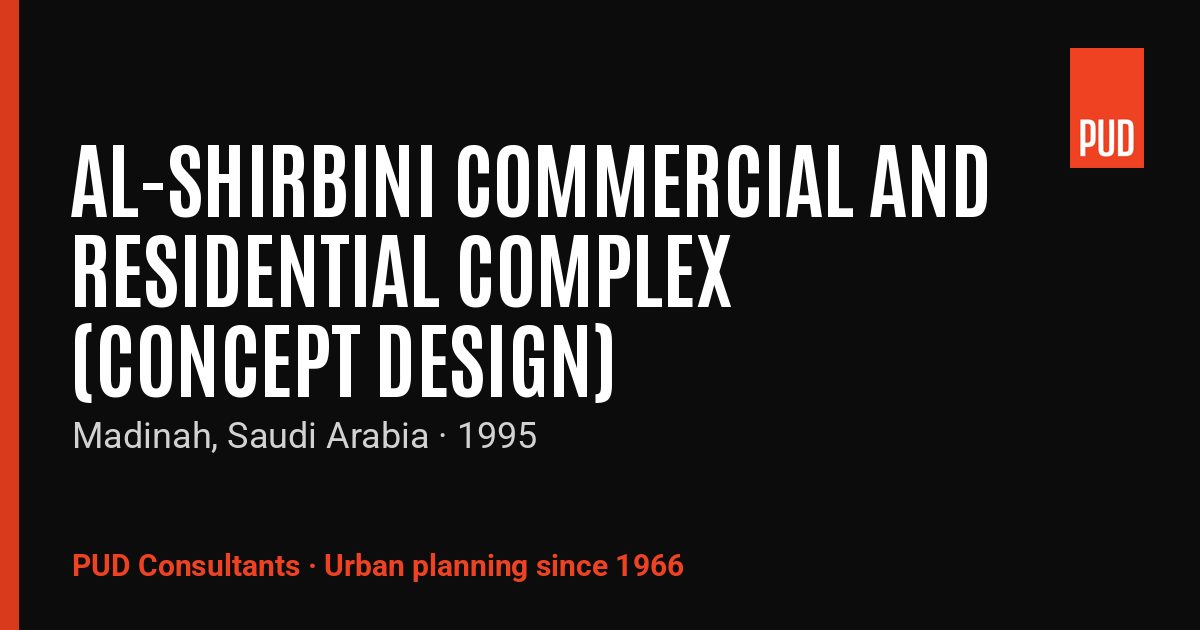 PUD
AL-SHIRBINI COMMERCIAL AND
RESIDENTIAL COMPLEX
(CONCEPT DESIGN)
Madinah, Saudi Arabia · 1995
PUD Consultants · Urban planning since 1966